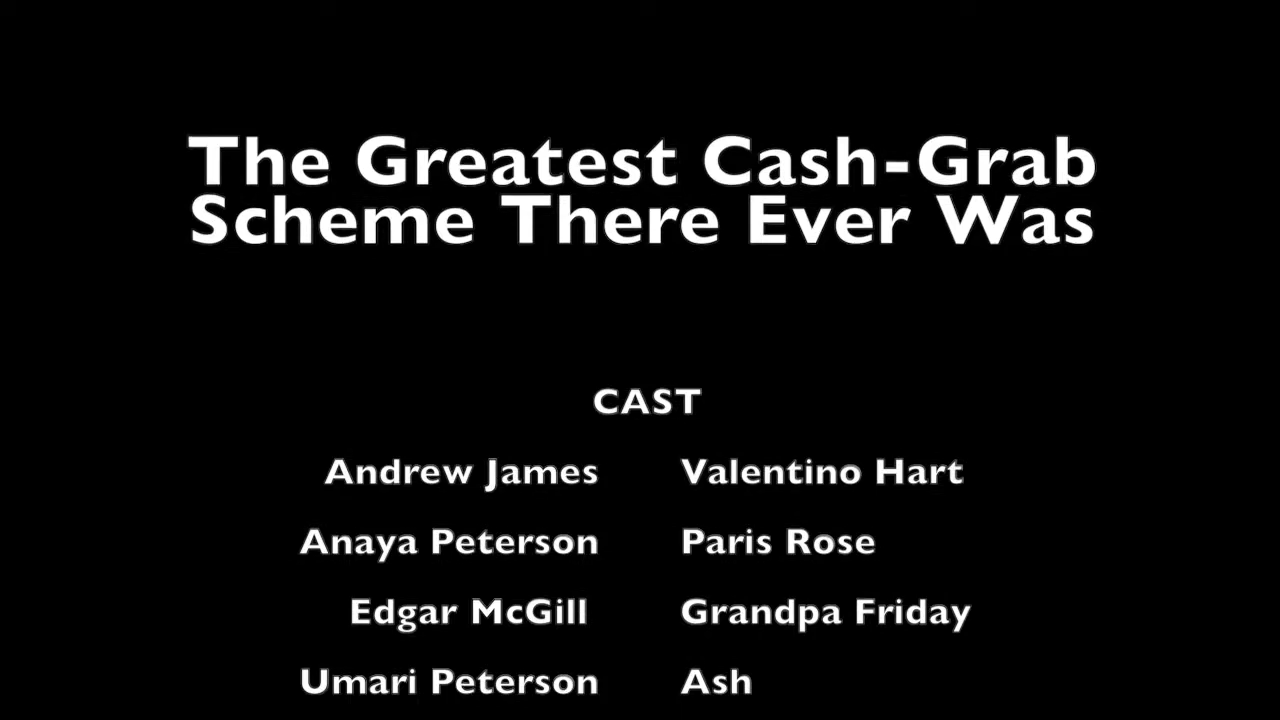 The Greatest Cash-Grab
Scheme There Ever Was
CAST
Andrew James Valentino Hart
Anaya Peterson Paris Rose
Edgar McGill Grandpa Friday
Umari Peterson Ash